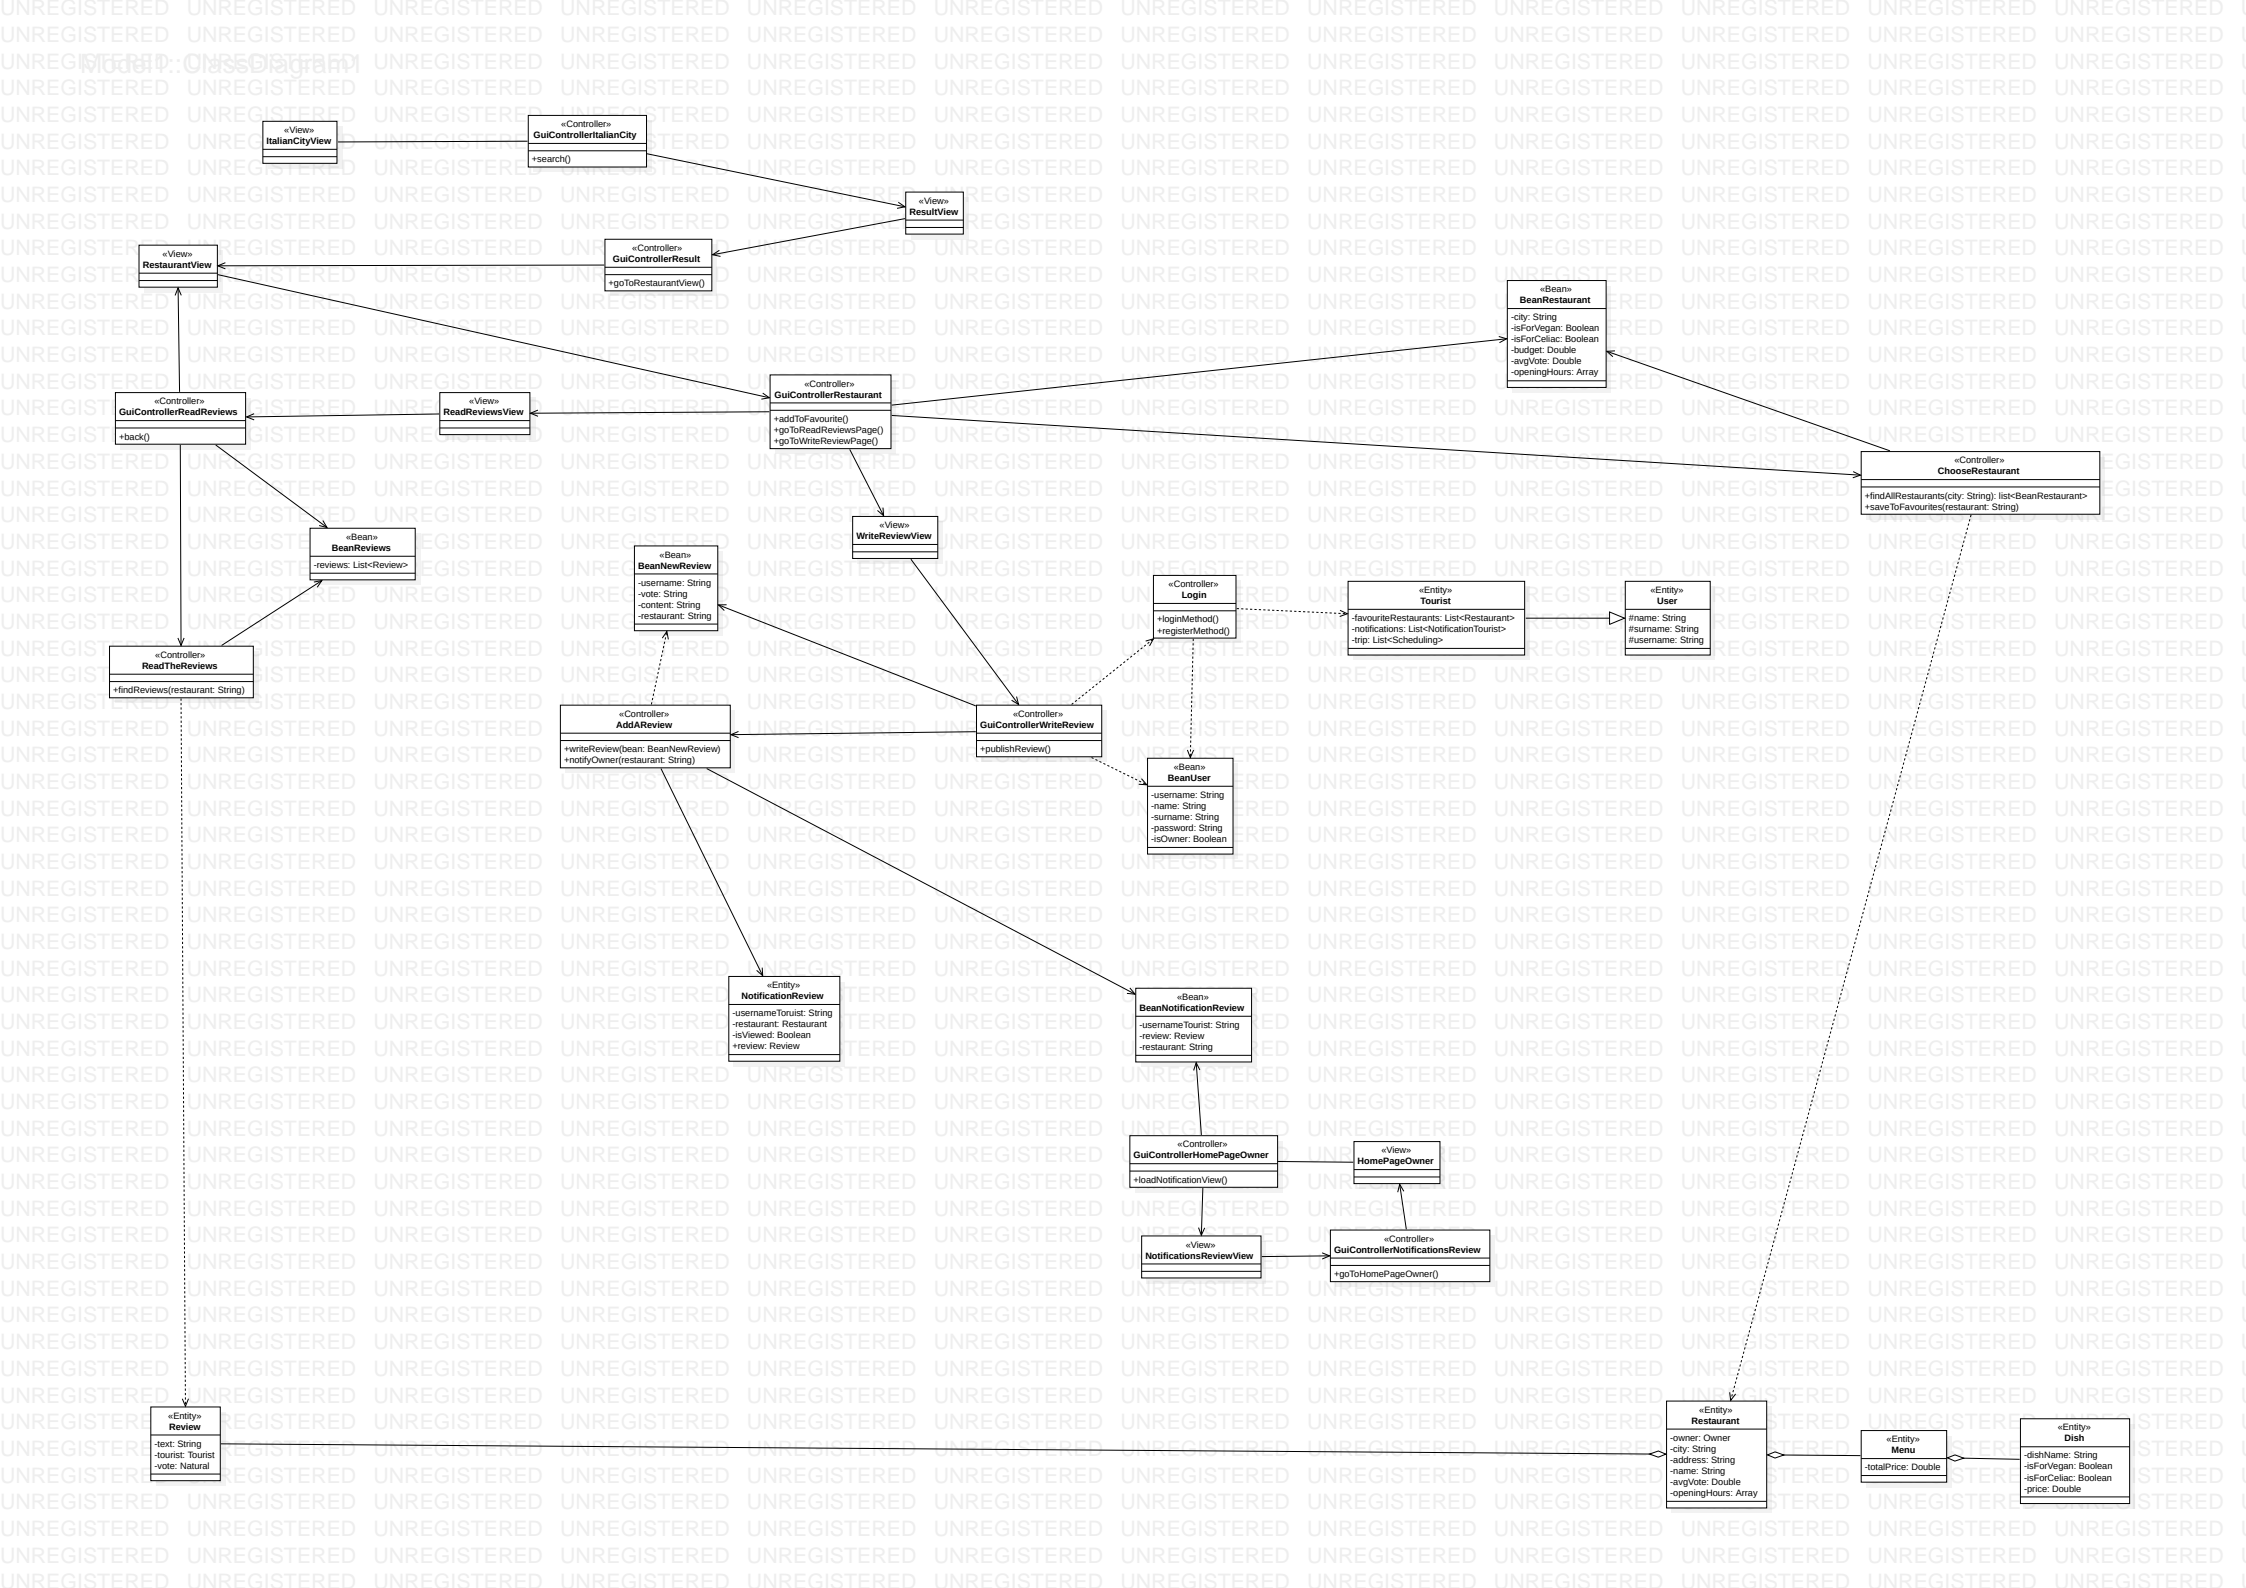 Model1::ClassDiagram1
«View»
ItalianCityView
«Controller»
GuiControllerItalianCity
+search()
«View»
ResultView
«Controller»
GuiControllerResult
+goToRestaurantView()
«View»
RestaurantView
«Bean»
BeanRestaurant
-city: String
-isForVegan: Boolean
-isForCeliac: Boolean
-budget: Double
-avgVote: Double
-openingHours: Array
«Controller»
GuiControllerReadReviews
+back()
«View»
ReadReviewsView
«Controller»
GuiControllerRestaurant
+addToFavourite()
+goToReadReviewsPage()
+goToWriteReviewPage()
«Controller»
ChooseRestaurant
+findAllRestaurants(city: String): list<BeanRestaurant>
+saveToFavourites(restaurant: String)
«Bean»
BeanReviews
-reviews: List<Review>
«View»
WriteReviewView
«Bean»
BeanNewReview
-username: String
-vote: String
-content: String
-restaurant: String
«Controller»
Login
+loginMethod()
+registerMethod()
«Entity»
Tourist
-favouriteRestaurants: List<Restaurant>
-notifications: List<NotificationTourist>
-trip: List<Scheduling>
«Entity»
User
#name: String
#surname: String
#username: String
«Controller»
ReadTheReviews
+findReviews(restaurant: String)
«Controller»
AddAReview
+writeReview(bean: BeanNewReview)
+notifyOwner(restaurant: String)
«Controller»
GuiControllerWriteReview
+publishReview()
«Bean»
BeanUser
-username: String
-name: String
-surname: String
-password: String
-isOwner: Boolean
«Entity»
NotificationReview
-usernameToruist: String
-restaurant: Restaurant
-isViewed: Boolean
+review: Review
«Bean»
BeanNotificationReview
-usernameTourist: String
-review: Review
-restaurant: String
«Controller»
GuiControllerHomePageOwner
+loadNotificationView()
«View»
HomePageOwner
«View»
NotificationsReviewView
«Controller»
GuiControllerNotificationsReview
+goToHomePageOwner()
«Entity»
Review
-text: String
-tourist: Tourist
-vote: Natural
«Entity»
Restaurant
-owner: Owner
-city: String
-address: String
-name: String
-avgVote: Double
-openingHours: Array
«Entity»
Menu
-totalPrice: Double
«Entity»
Dish
-dishName: String
-isForVegan: Boolean
-isForCeliac: Boolean
-price: Double